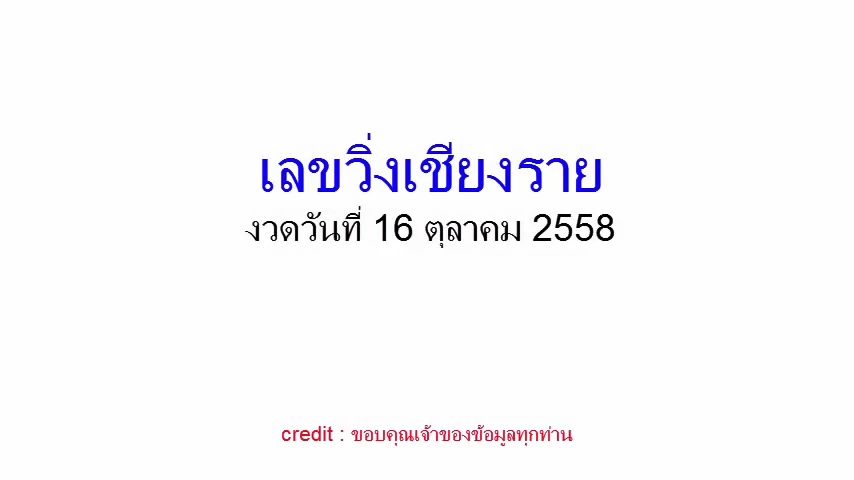 เลขวิ่งเชียงราย
งวดวันที่ 16 ตุลาคม 2558
credit : ขอบคุณเจ้าของข้อมูลทุกท่าน